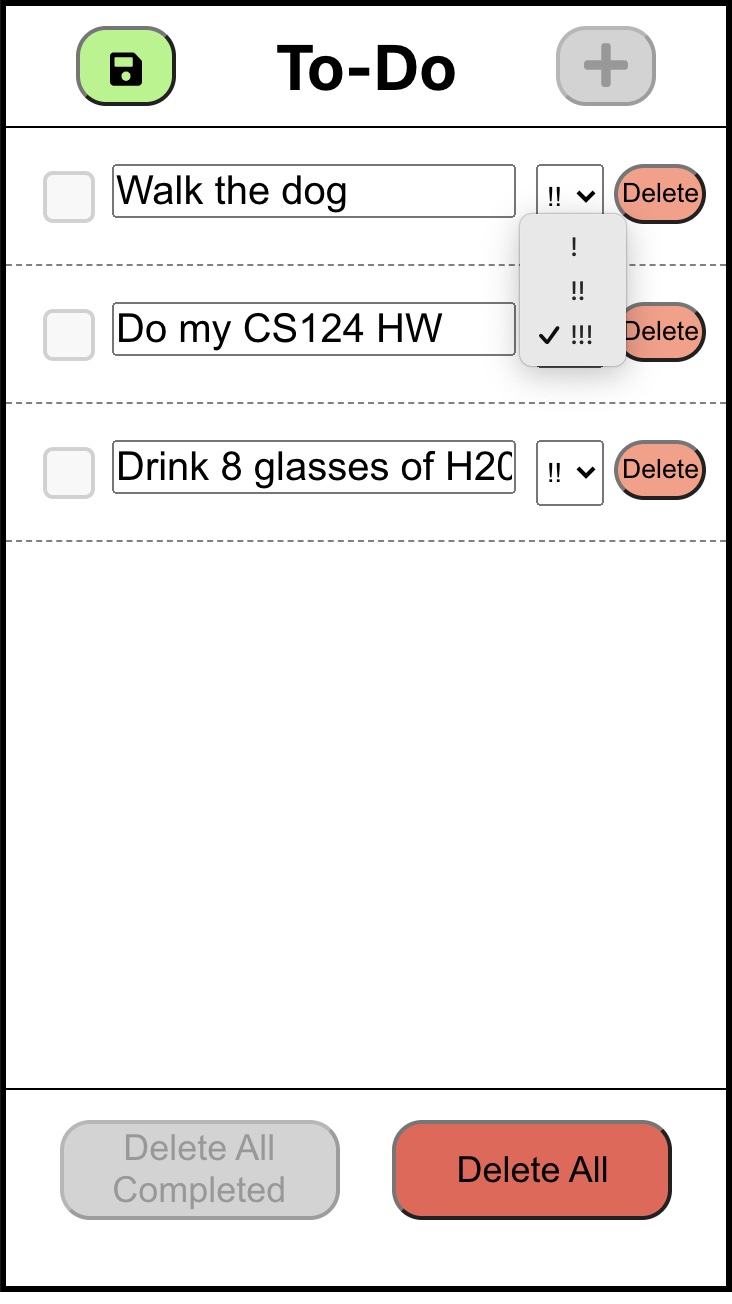 To-Do
Walk the dog
!!
Delete
!
!!
!!!
Do my CS124 HW
Delete
Drink 8 glasses of H20
!!
Delete
Delete All
Completed
Delete All